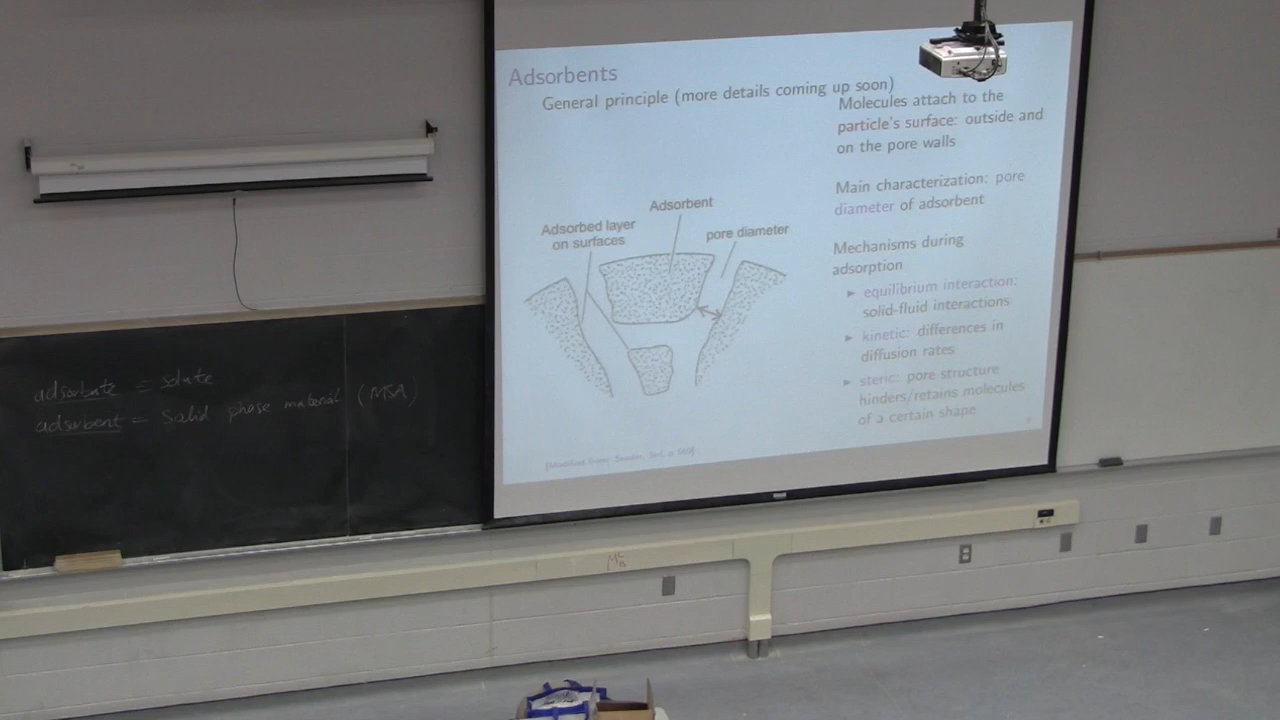 adsorbate = solute
adsorbent = Solid phase material (MSA)
Adsorbents
General principle (more details coming up soon)
Molecules attach to the
particle's surface: outside and
on the pore walls
Main characterization: pore
diameter of adsorbent
Mechanisms during
adsorption
► equilibrium interaction:
solid-fluid interactions
► kinetic: differences in
diffusion rates
► steric: pore structure
hinders/retains molecules
of a certain shape
Adsorbent
Adsorbed layer
on surfaces
pore diameter
[Modified from: Seader,